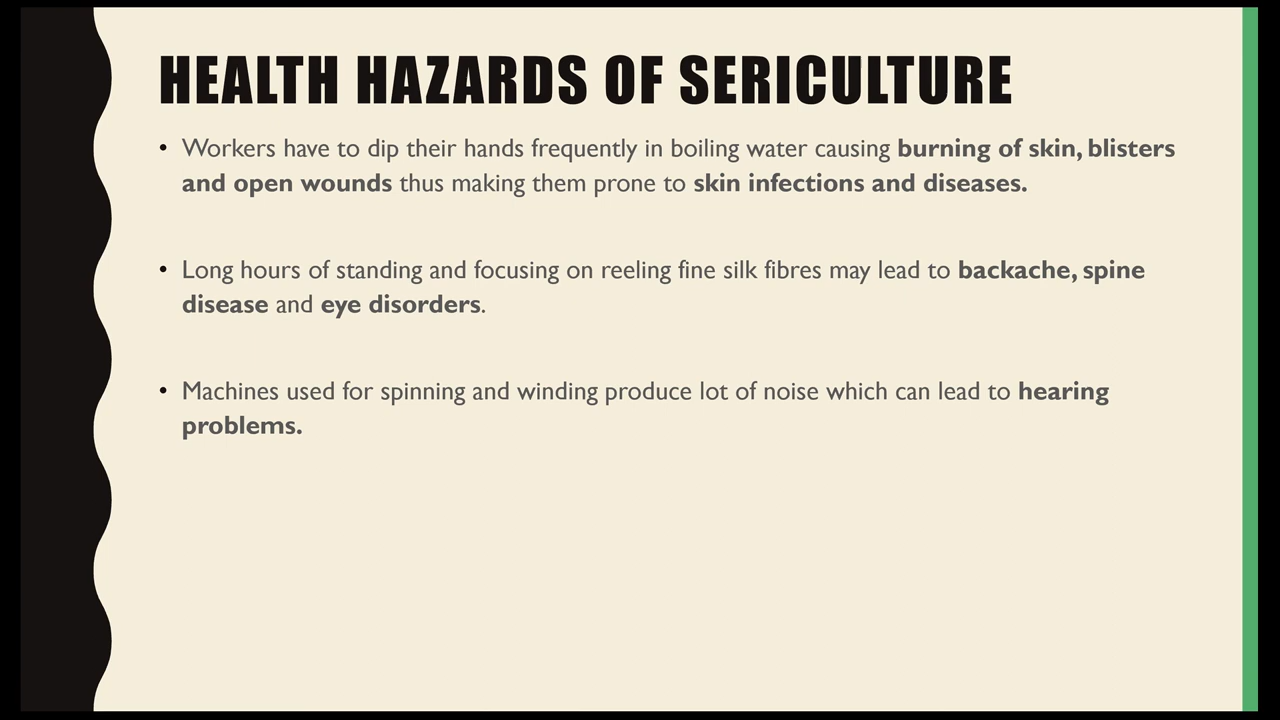 HEALTH HAZARDS OF SERICULTURE
• Workers have to dip their hands frequently in boiling water causing burning of skin, blisters
and open wounds thus making them prone to skin infections and diseases.
• Long hours of standing and focusing on reeling fine silk fibres may lead to backache, spine
disease and eye disorders.
• Machines used for spinning and winding produce lot of noise which can lead to hearing
problems.